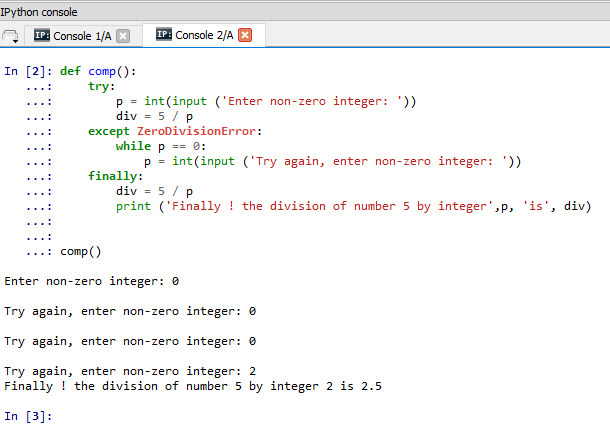 IPython console
IP: Console 1/A
IP: Console 2/A
In [2]: def comp():
   ...:     try:
   ...:         p = int(input ('Enter non-zero integer: '))
   ...:         div = 5 / p
   ...:     except ZeroDivisionError:
   ...:         while p == 0:
   ...:             p = int(input ('Try again, enter non-zero integer: '))
   ...:     finally:
   ...:         div = 5 / p
   ...:         print ('Finally ! the division of number 5 by integer',p, 'is', div)
   ...:
   ...:
   ...: comp()
Enter non-zero integer: 0
Try again, enter non-zero integer: 0
Try again, enter non-zero integer: 0
Try again, enter non-zero integer: 2
Finally ! the division of number 5 by integer 2 is 2.5
In [3]: